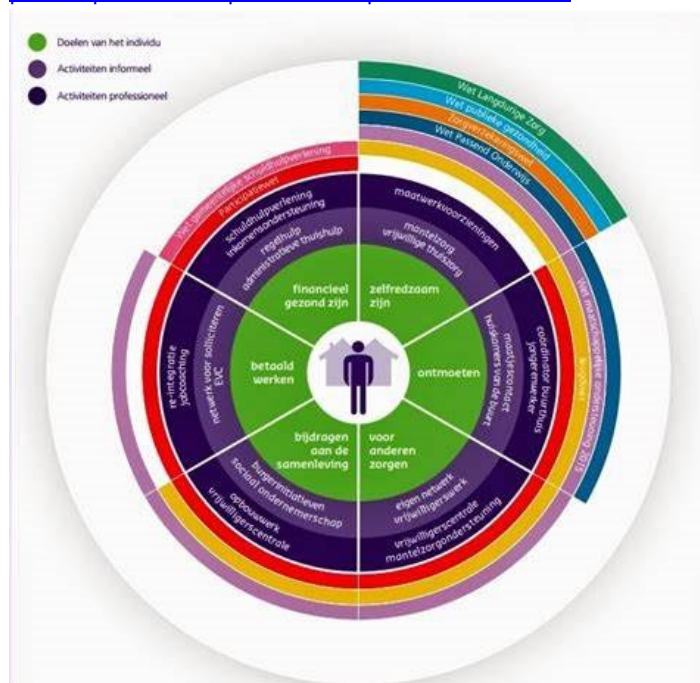 Doelen van het individu
Activiteiten informeel
Activiteiten professioneel
Wet Langdurige Zorg
Wet publieke gezondheid
Zorgverzekeringswet
Wet Passend Onderwijs
Wet gemeentelijke schuldhulpverlening
Participatiewet
schuldhulpverlening
inkomensondersteuning
regelhulp
administratieve thuishulp
financieel
gezond zijn
maatwerkvoorzieningen
mantelzorg
vrijwillige thuiszorg
zelfredzaam
zijn
Wet maatschappelijke ondersteuning 2015
Jeugdwet
coördinator buurthuis
jongerenwerker
maatjescontact
huiskamers van de buurt
ontmoeten
re-integratie
jobcoaching
netwerk voor solliciteren
EVC
betaald
werken
bijdragen
aan de
samenleving
burgerinitiatieven
sociaal ondernemerschap
opbouwwerk
vrijwilligerscentrale
voor
anderen
zorgen
eigen netwerk
vrijwilligerswerk
vrijwilligerscentrale
mantelzorgondersteuning